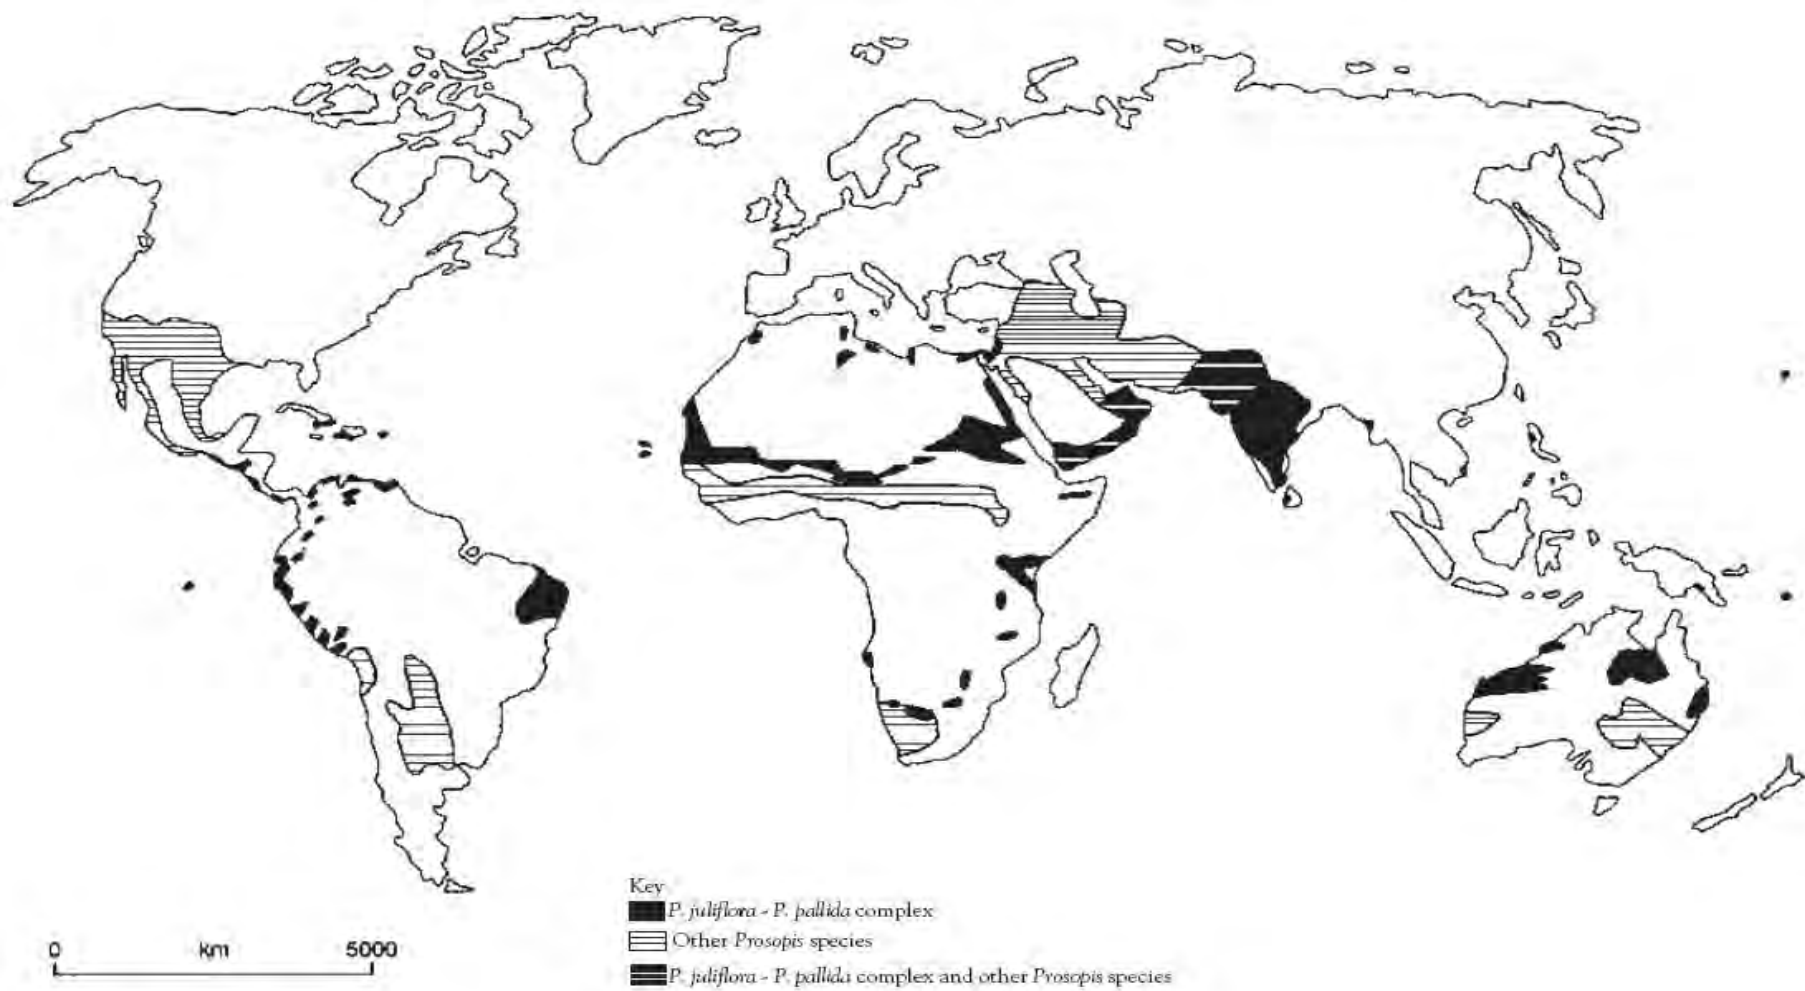 Key
P. juliflora - P. pallida complex
Other Prosopis species
P. juliflora - P. pallida complex and other Prosopis species
0 km 5000